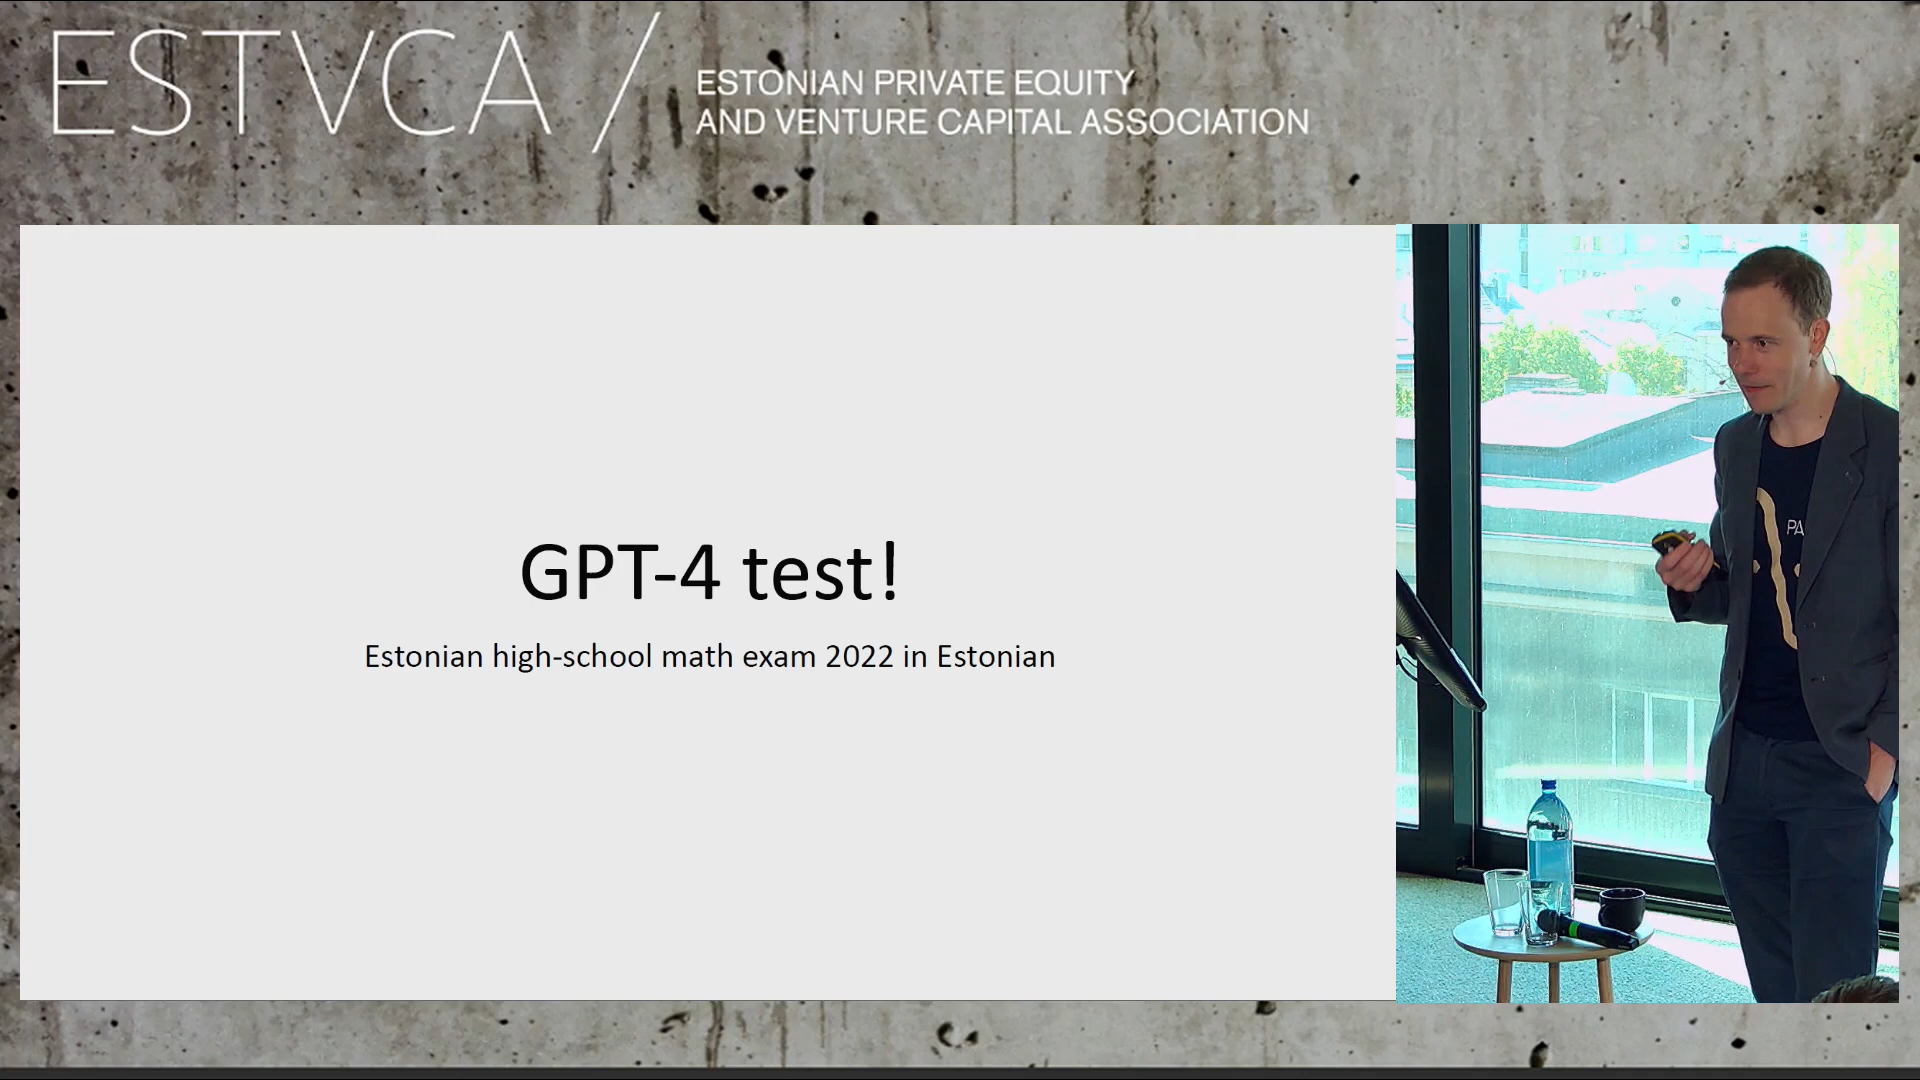 ESTVCA /
ESTONIAN PRIVATE EQUITY
AND VENTURE CAPITAL ASSOCIATION
GPT-4 test!
Estonian high-school math exam 2022 in Estonian
PA